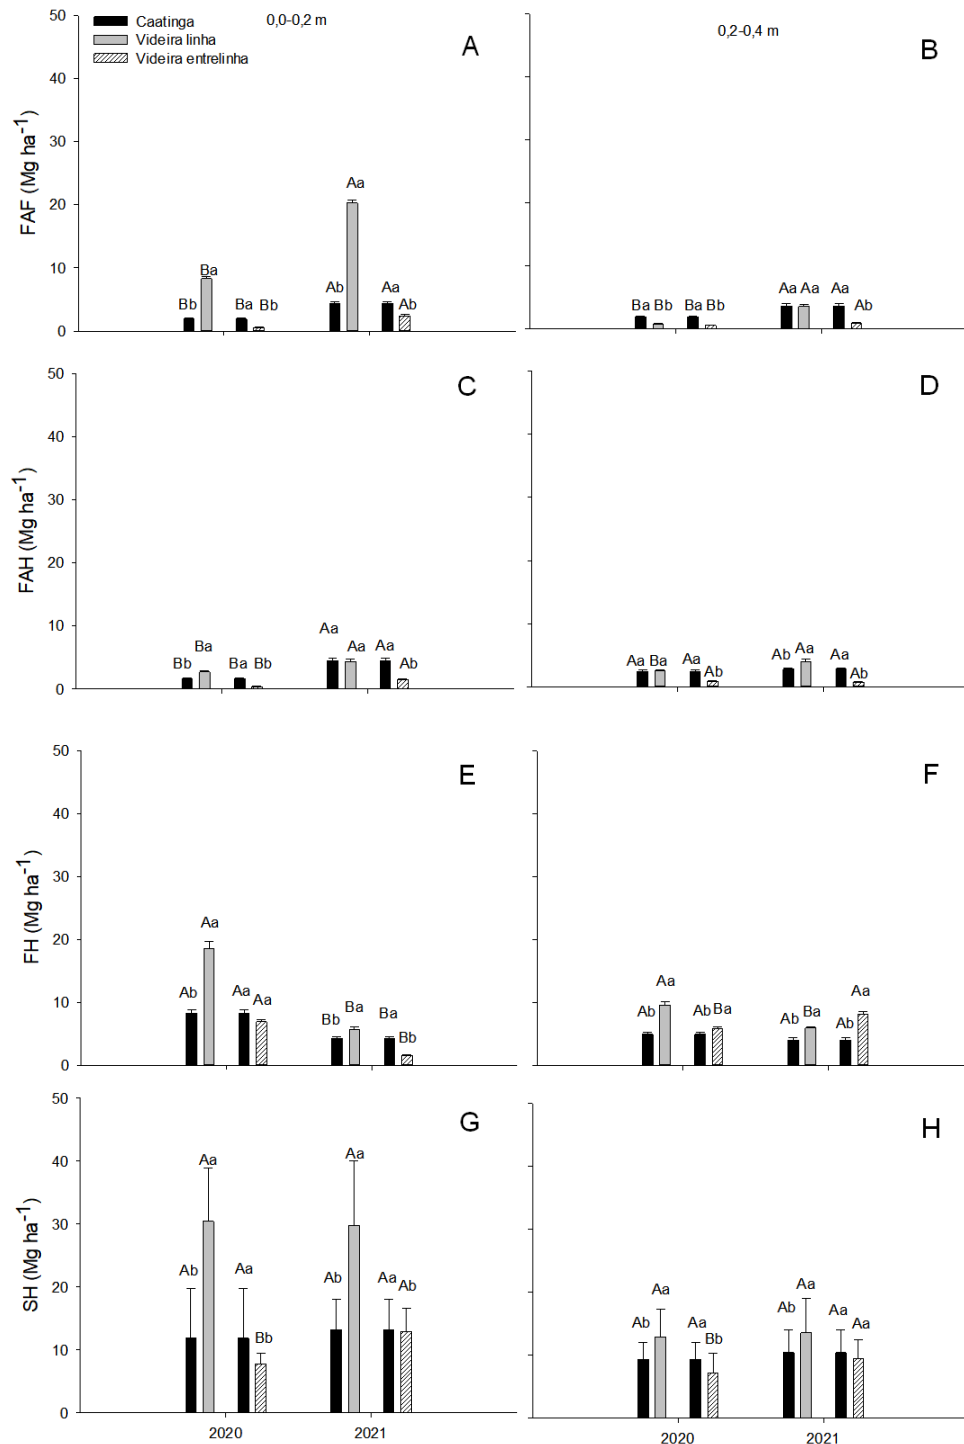 50
Caatinga
0,0-0,2 m
Videira linha
Videira entrelinha
A
40
30
20
10
0
FAF (Mg ha⁻¹)
Bb Ba Ba Bb
Ab Aa Aa Ab
0,2-0,4 m
B
Ba Bb Ba Bb
Aa Aa Aa Ab
50
40
30
20
10
0
FAH (Mg ha⁻¹)
C
Bb Ba Ba Bb
Aa Aa Aa Ab
D
Aa Ba Aa Ab
Ab Aa Aa Ab
50
40
30
20
10
0
FH (Mg ha⁻¹)
E
Ab Aa Aa Aa
Bb Ba Ba Bb
F
Ab Aa Ab Ba
Ab Ba Ab Aa
50
40
30
20
10
0
SH (Mg ha⁻¹)
G
Ab Aa Aa Bb
Ab Aa Aa Ab
2020 2021
H
Ab Aa Aa Bb
Ab Aa Aa Aa
2020 2021